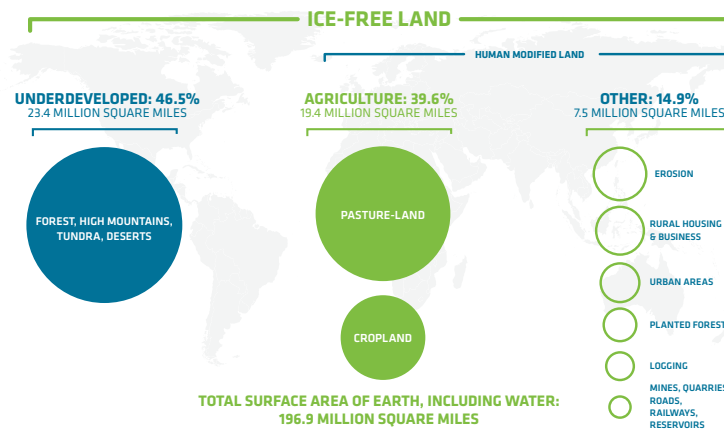 ICE-FREE LAND
HUMAN MODIFIED LAND
UNDERDEVELOPED: 46.5%
23.4 MILLION SQUARE MILES
AGRICULTURE: 39.6%
19.4 MILLION SQUARE MILES
OTHER: 14.9%
7.5 MILLION SQUARE MILES
FOREST, HIGH MOUNTAINS,
TUNDRA, DESERTS
PASTURE-LAND
CROPLAND
EROSION
RURAL HOUSING
& BUSINESS
URBAN AREAS
PLANTED FOREST
LOGGING
MINES, QUARRIES
ROADS,
RAILWAYS,
RESERVOIRS
TOTAL SURFACE AREA OF EARTH, INCLUDING WATER:
196.9 MILLION SQUARE MILES